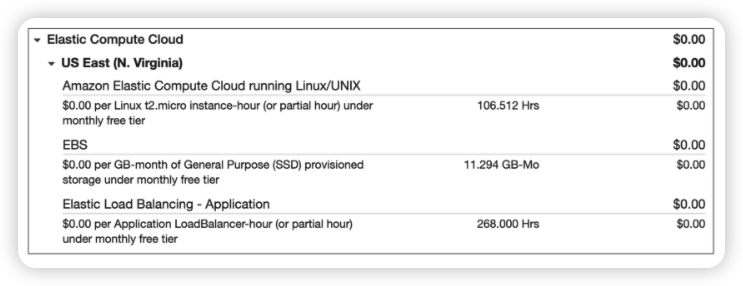 Elastic Compute Cloud $0.00
US East (N. Virginia) $0.00
Amazon Elastic Compute Cloud running Linux/UNIX $0.00
$0.00 per Linux t2.micro instance-hour (or partial hour) under 106.512 Hrs $0.00
monthly free tier
EBS $0.00
$0.00 per GB-month of General Purpose (SSD) provisioned 11.294 GB-Mo $0.00
storage under monthly free tier
Elastic Load Balancing - Application $0.00
$0.00 per Application LoadBalancer-hour (or partial hour) 268.000 Hrs $0.00
under monthly free tier